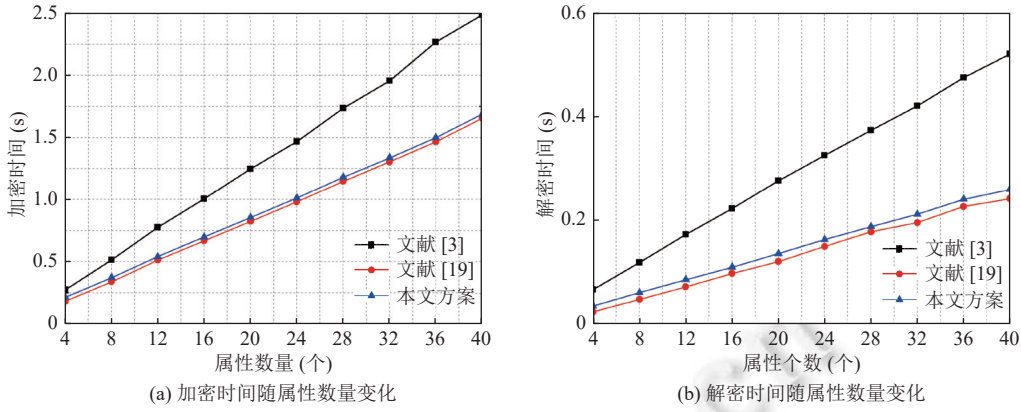 2.5
2.0
1.5
1.0
0.5
0
加密时间 (s)
4 8 12 16 20 24 28 32 36 40
属性数量 (个)
文献 [3]
文献 [19]
本文方案
(a) 加密时间随属性数量变化
0.6
0.4
0.2
0
解密时间 (s)
4 8 12 16 20 24 28 32 36 40
属性个数 (个)
文献 [3]
文献 [19]
本文方案
(b) 解密时间随属性数量变化